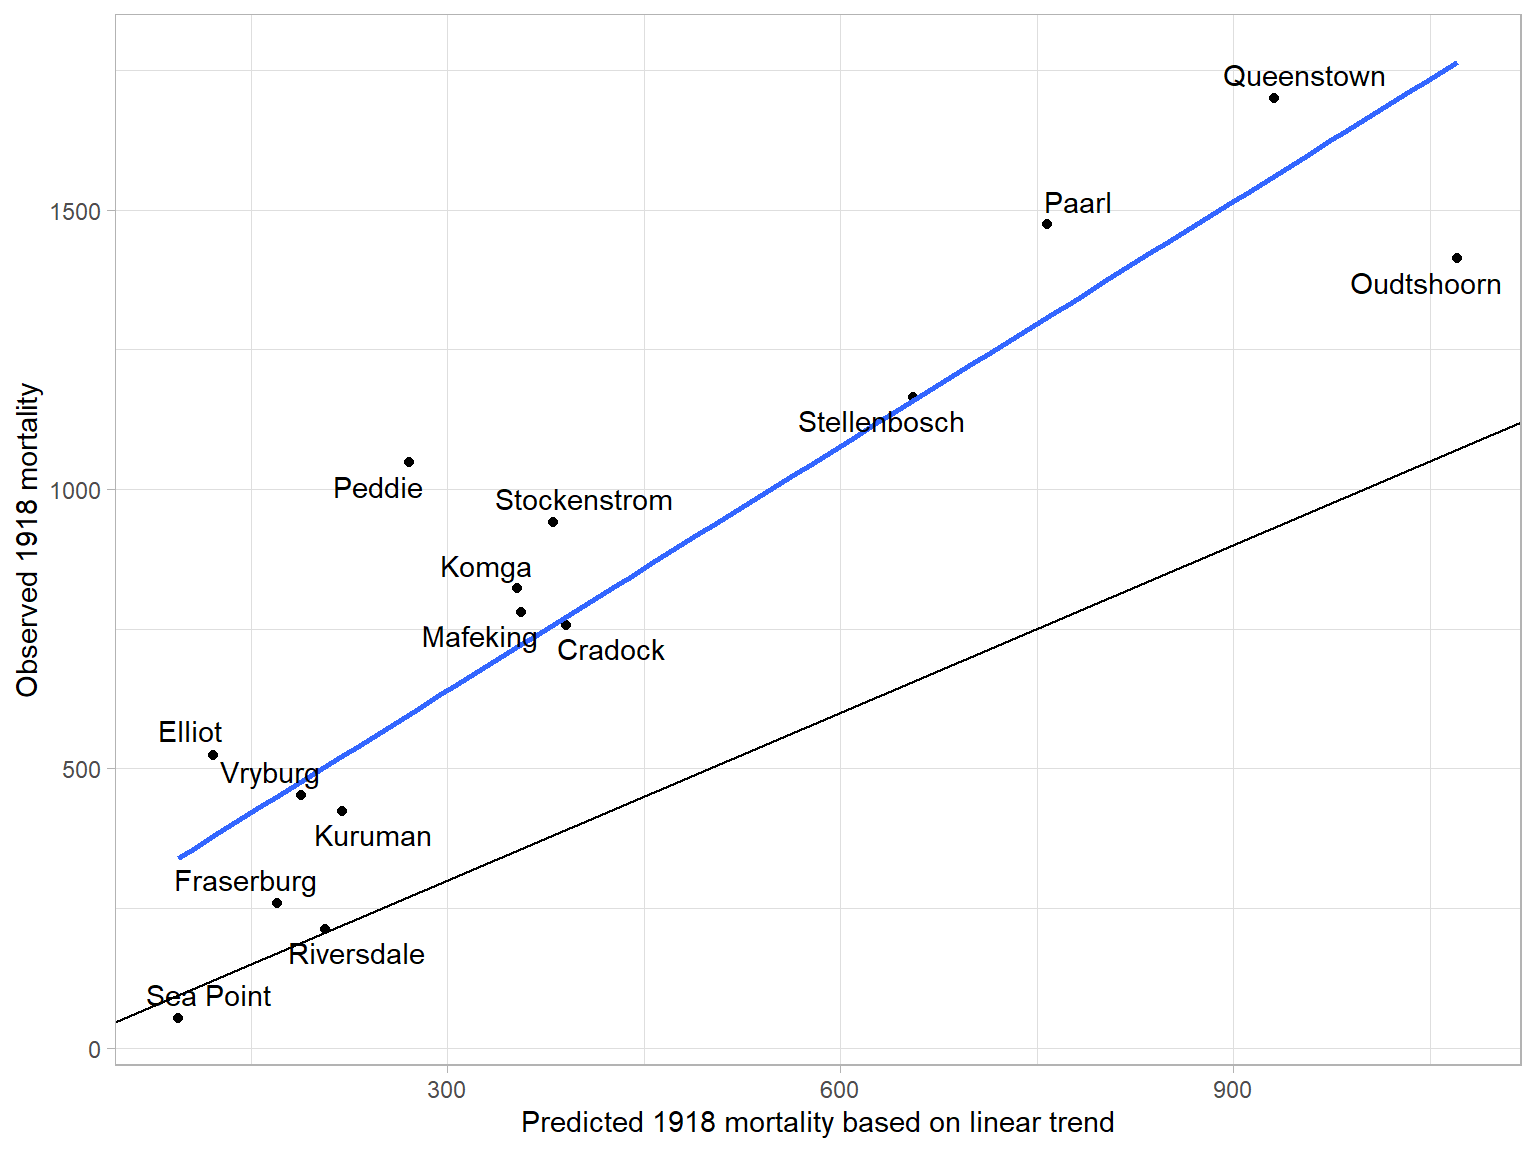 Queenstown
Paarl
1500
Oudtshoorn
Stellenbosch
Peddie
1000
Stockenstrom
Komga
Mafeking
Cradock
Observed 1918 mortality
Elliot
Vryburg
500
Kuruman
Fraserburg
Riversdale
Sea Point
0
300 600 900
Predicted 1918 mortality based on linear trend